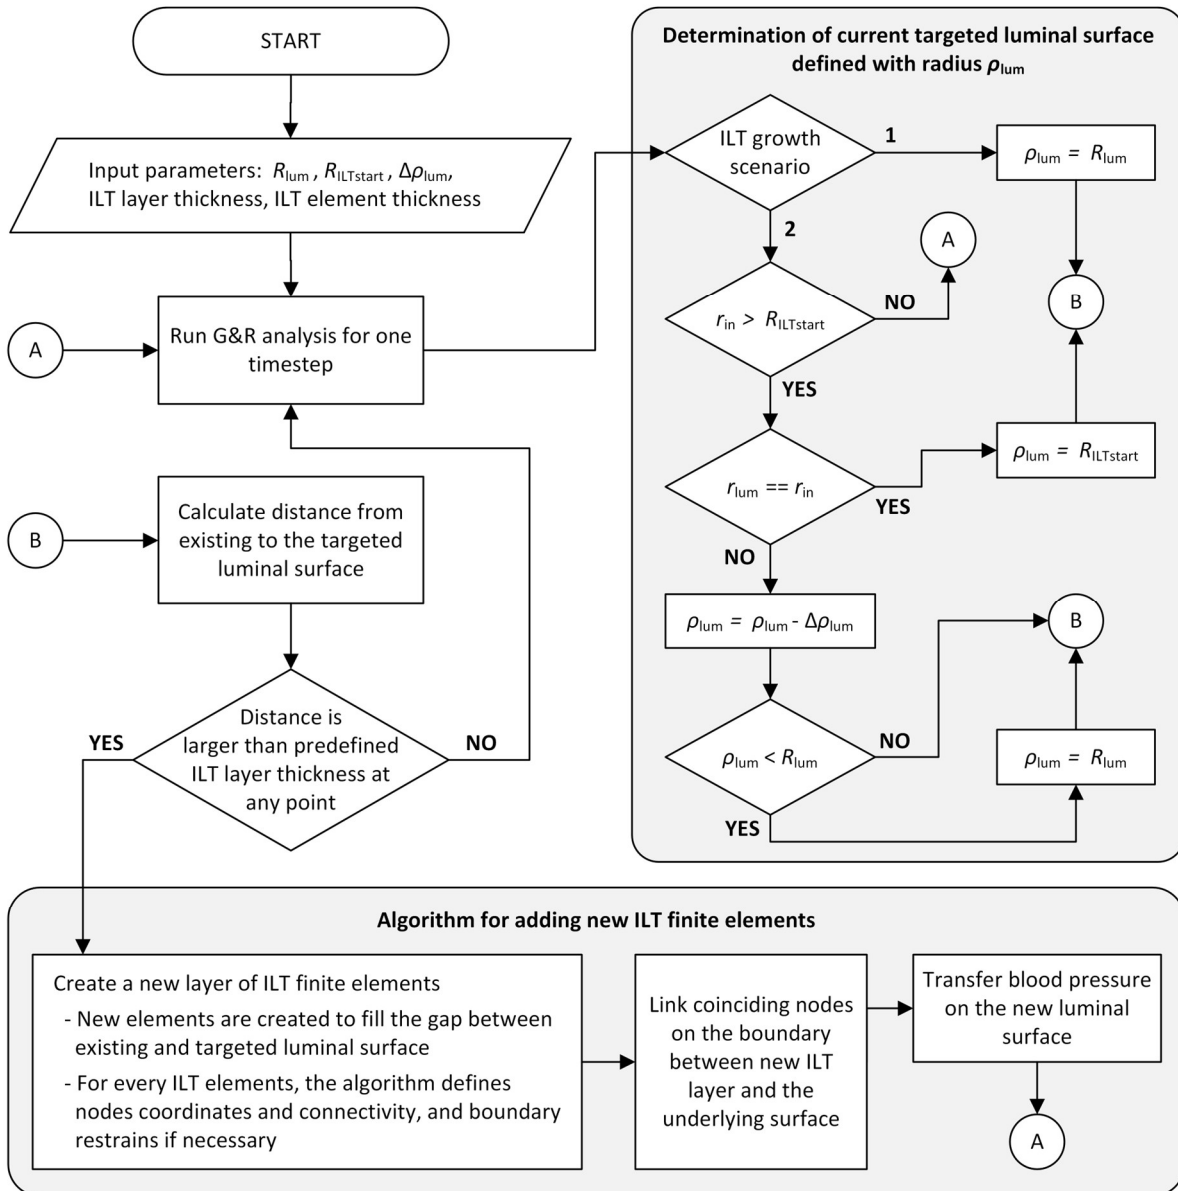 START
Input parameters: Rlum , RILTstart , Δρlum,
ILT layer thickness, ILT element thickness
A
Run G&R analysis for one
timestep
B
Calculate distance from
existing to the targeted
luminal surface
Distance is
larger than predefined
ILT layer thickness at
any point
YES
NO
Determination of current targeted luminal surface
defined with radius ρlum
ILT growth
scenario
1
ρlum = Rlum
2
A
B
rin > RILTstart
NO
YES
ρlum = RILTstart
rlum == rin
YES
NO
ρlum = ρlum - Δρlum
B
ρlum < Rlum
NO
ρlum = Rlum
YES
Algorithm for adding new ILT finite elements
Create a new layer of ILT finite elements
- New elements are created to fill the gap between
existing and targeted luminal surface
- For every ILT elements, the algorithm defines
nodes coordinates and connectivity, and boundary
restrains if necessary
Link coinciding nodes
on the boundary
between new ILT
layer and the
underlying surface
Transfer blood pressure
on the new luminal
surface
A